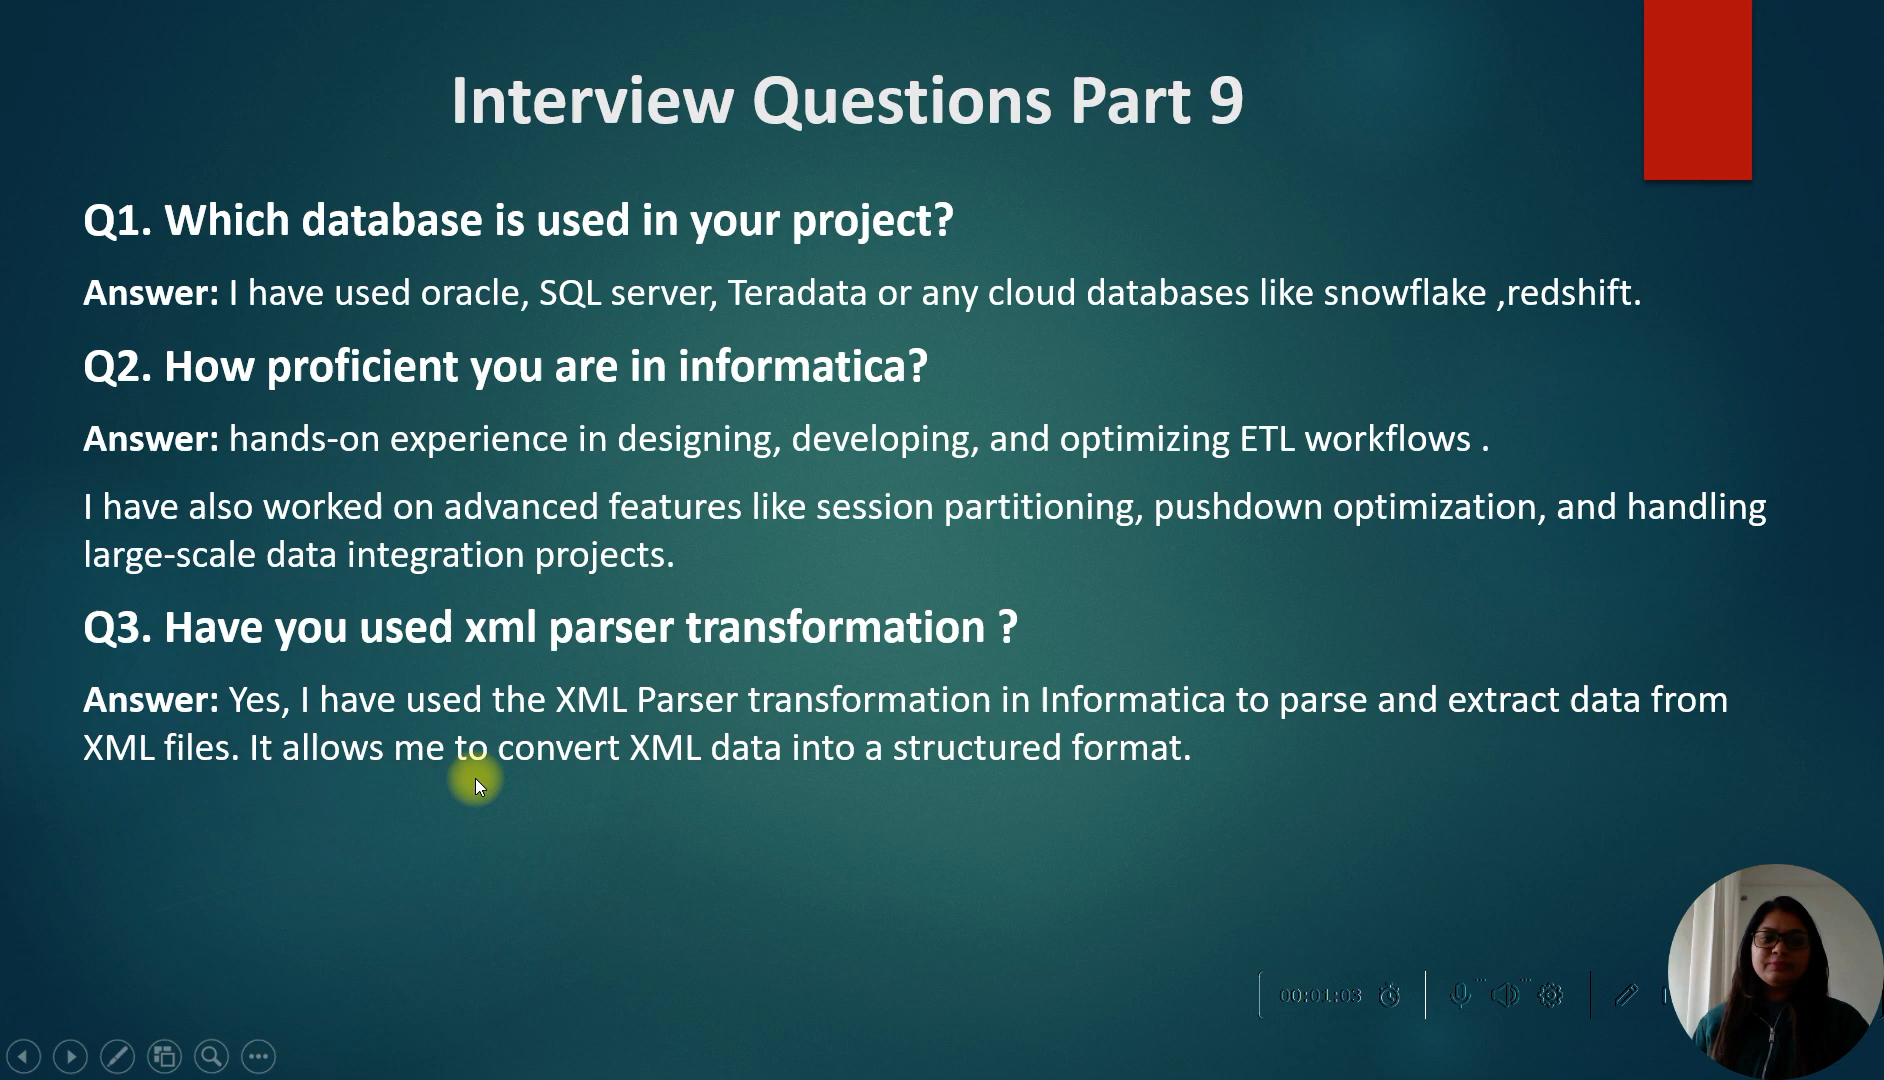 Interview Questions Part 9
Q1. Which database is used in your project?
Answer: I have used oracle, SQL server, Teradata or any cloud databases like snowflake ,redshift.
Q2. How proficient you are in informatica?
Answer: hands-on experience in designing, developing, and optimizing ETL workflows .
I have also worked on advanced features like session partitioning, pushdown optimization, and handling
large-scale data integration projects.
Q3. Have you used xml parser transformation ?
Answer: Yes, I have used the XML Parser transformation in Informatica to parse and extract data from
XML files. It allows me to convert XML data into a structured format.
00:01:03